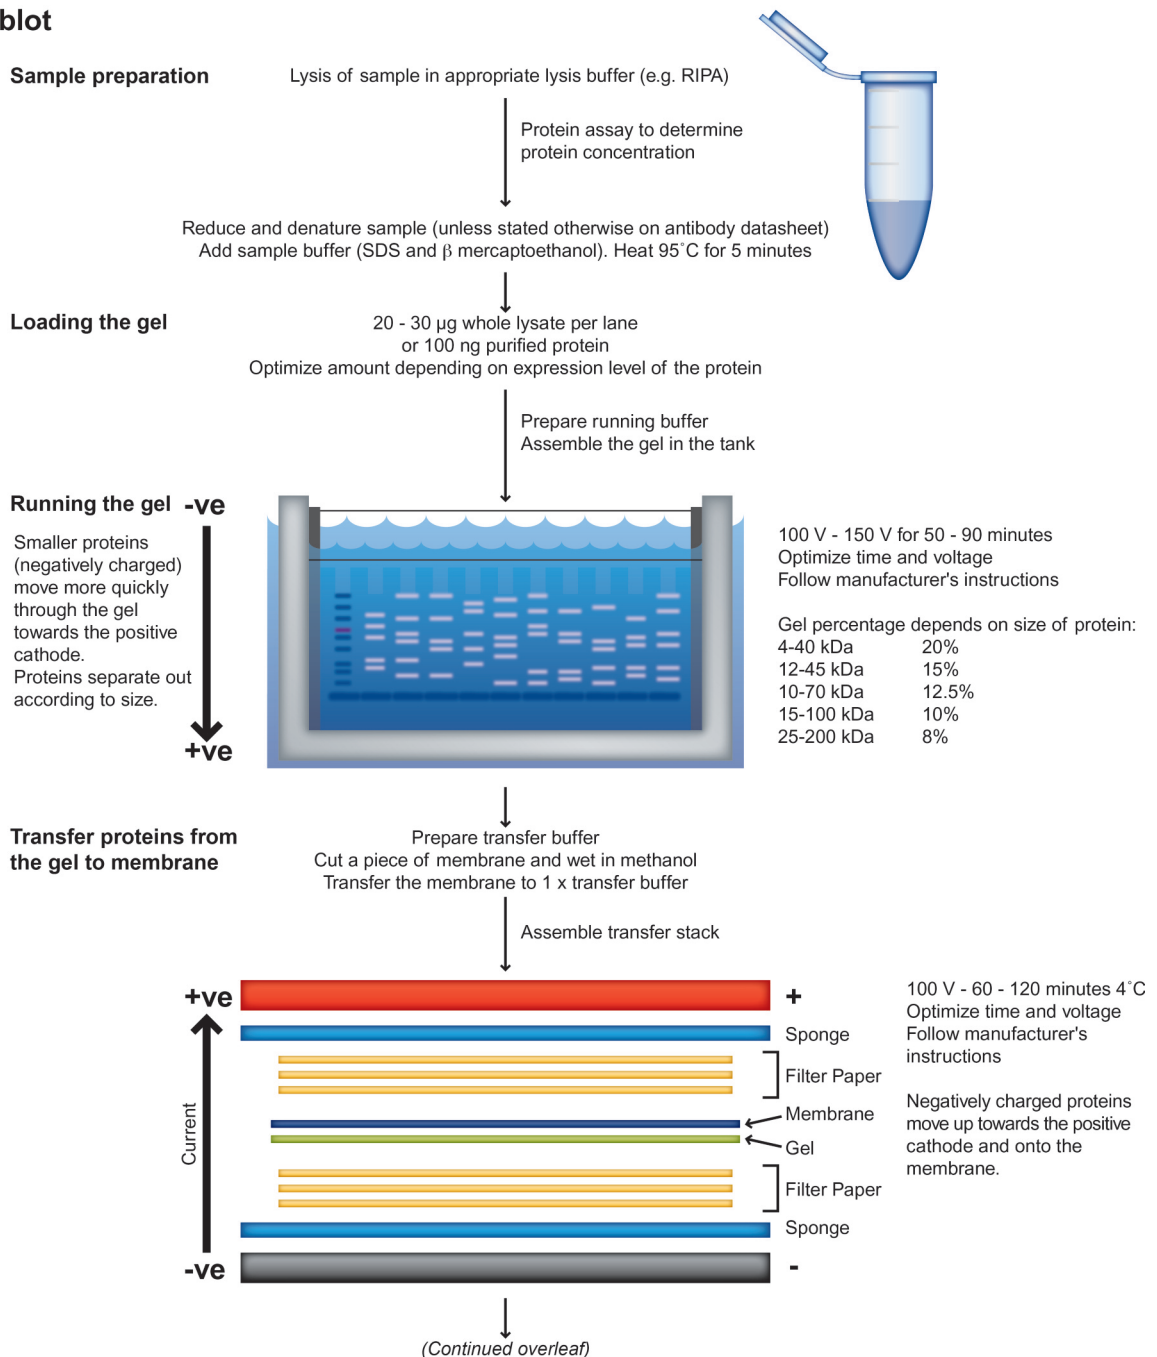 blot
Sample preparation
Lysis of sample in appropriate lysis buffer (e.g. RIPA)
Protein assay to determine
protein concentration
Reduce and denature sample (unless stated otherwise on antibody datasheet)
Add sample buffer (SDS and β mercaptoethanol). Heat 95˚C for 5 minutes
Loading the gel
20 - 30 µg whole lysate per lane
or 100 ng purified protein
Optimize amount depending on expression level of the protein
Prepare running buffer
Assemble the gel in the tank
Running the gel
-ve
Smaller proteins
(negatively charged)
move more quickly
through the gel
towards the positive
cathode.
Proteins separate out
according to size.
+ve
100 V - 150 V for 50 - 90 minutes
Optimize time and voltage
Follow manufacturer's instructions
Gel percentage depends on size of protein:
4-40 kDa 20%
12-45 kDa 15%
10-70 kDa 12.5%
15-100 kDa 10%
25-200 kDa 8%
Transfer proteins from
the gel to membrane
Prepare transfer buffer
Cut a piece of membrane and wet in methanol
Transfer the membrane to 1 x transfer buffer
Assemble transfer stack
+ve
+
Sponge
Filter Paper
Membrane
Gel
Filter Paper
Sponge
Current
-ve
-
100 V - 60 - 120 minutes 4˚C
Optimize time and voltage
Follow manufacturer's
instructions
Negatively charged proteins
move up towards the positive
cathode and onto the
membrane.
(Continued overleaf)